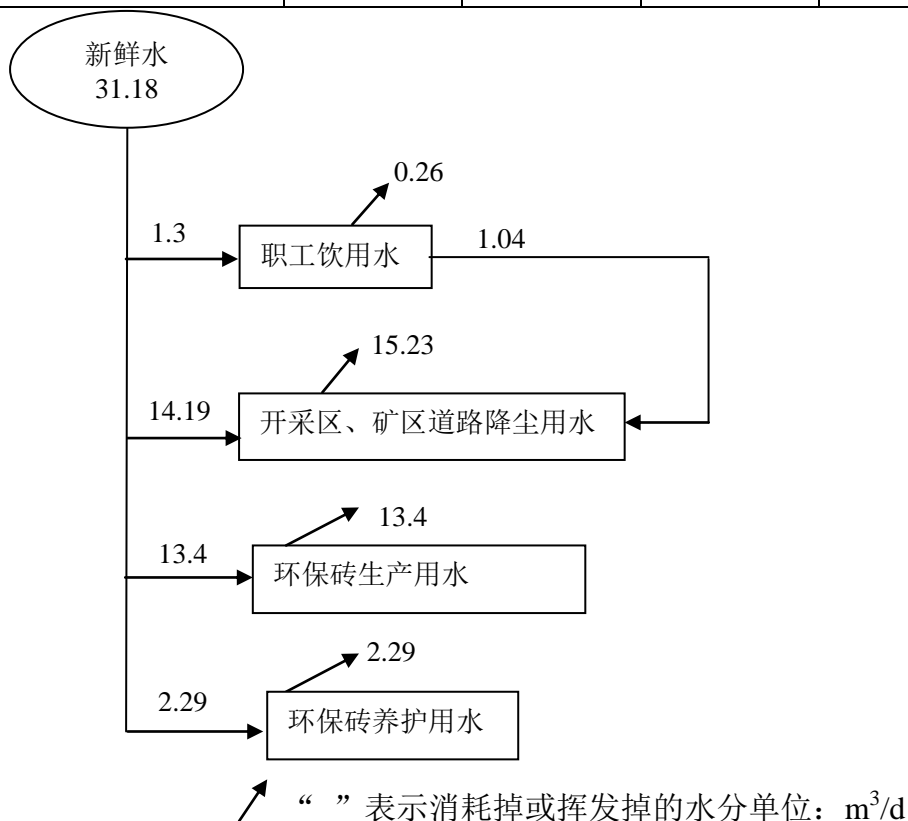 新鲜水
31.18
0.26
1.3
职工饮用水
1.04
15.23
14.19
开采区、矿区道路降尘用水
13.4
13.4
环保砖生产用水
2.29
2.29
环保砖养护用水
“ ”表示消耗掉或挥发掉的水分单位：m³/d